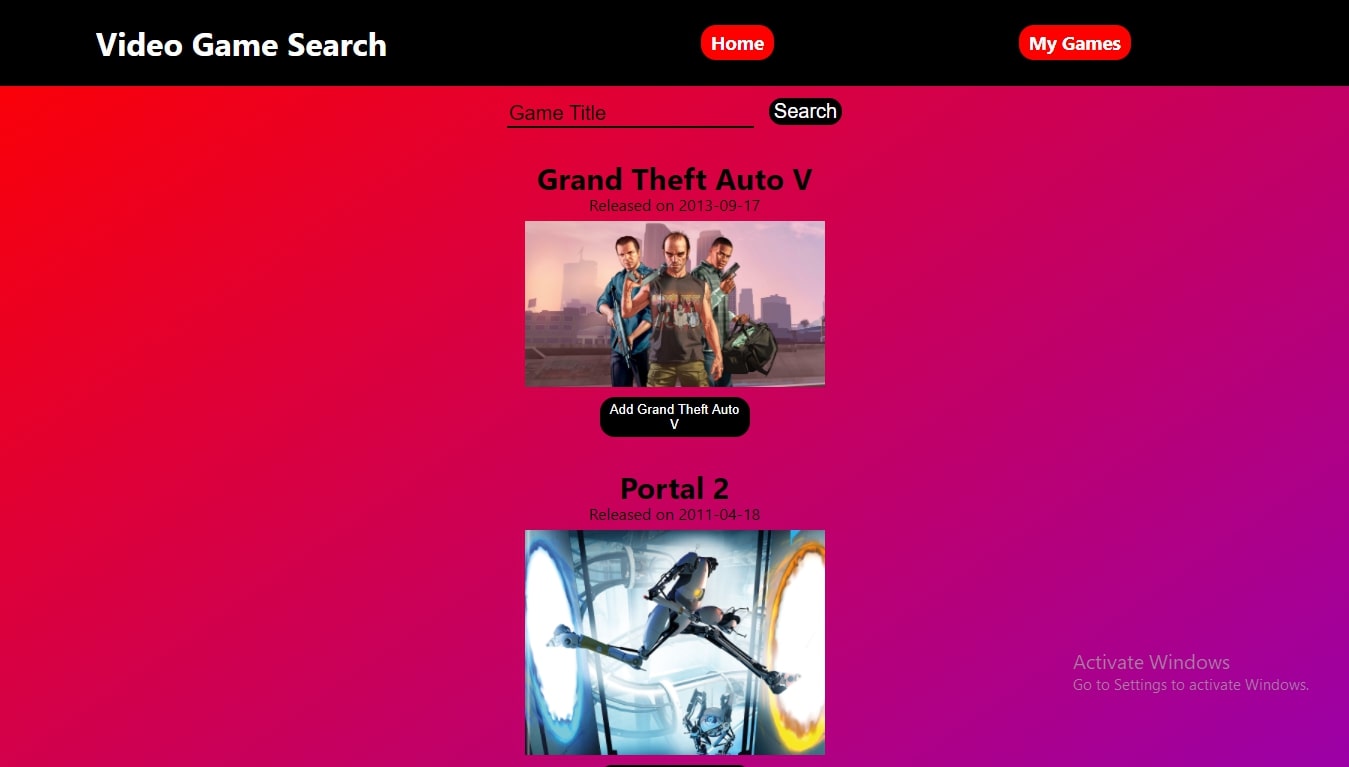 Video Game Search
Home
My Games
Game Title
Search
Grand Theft Auto V
Released on 2013-09-17
Add Grand Theft Auto
V
Portal 2
Released on 2011-04-18
Activate Windows
Go to Settings to activate Windows.